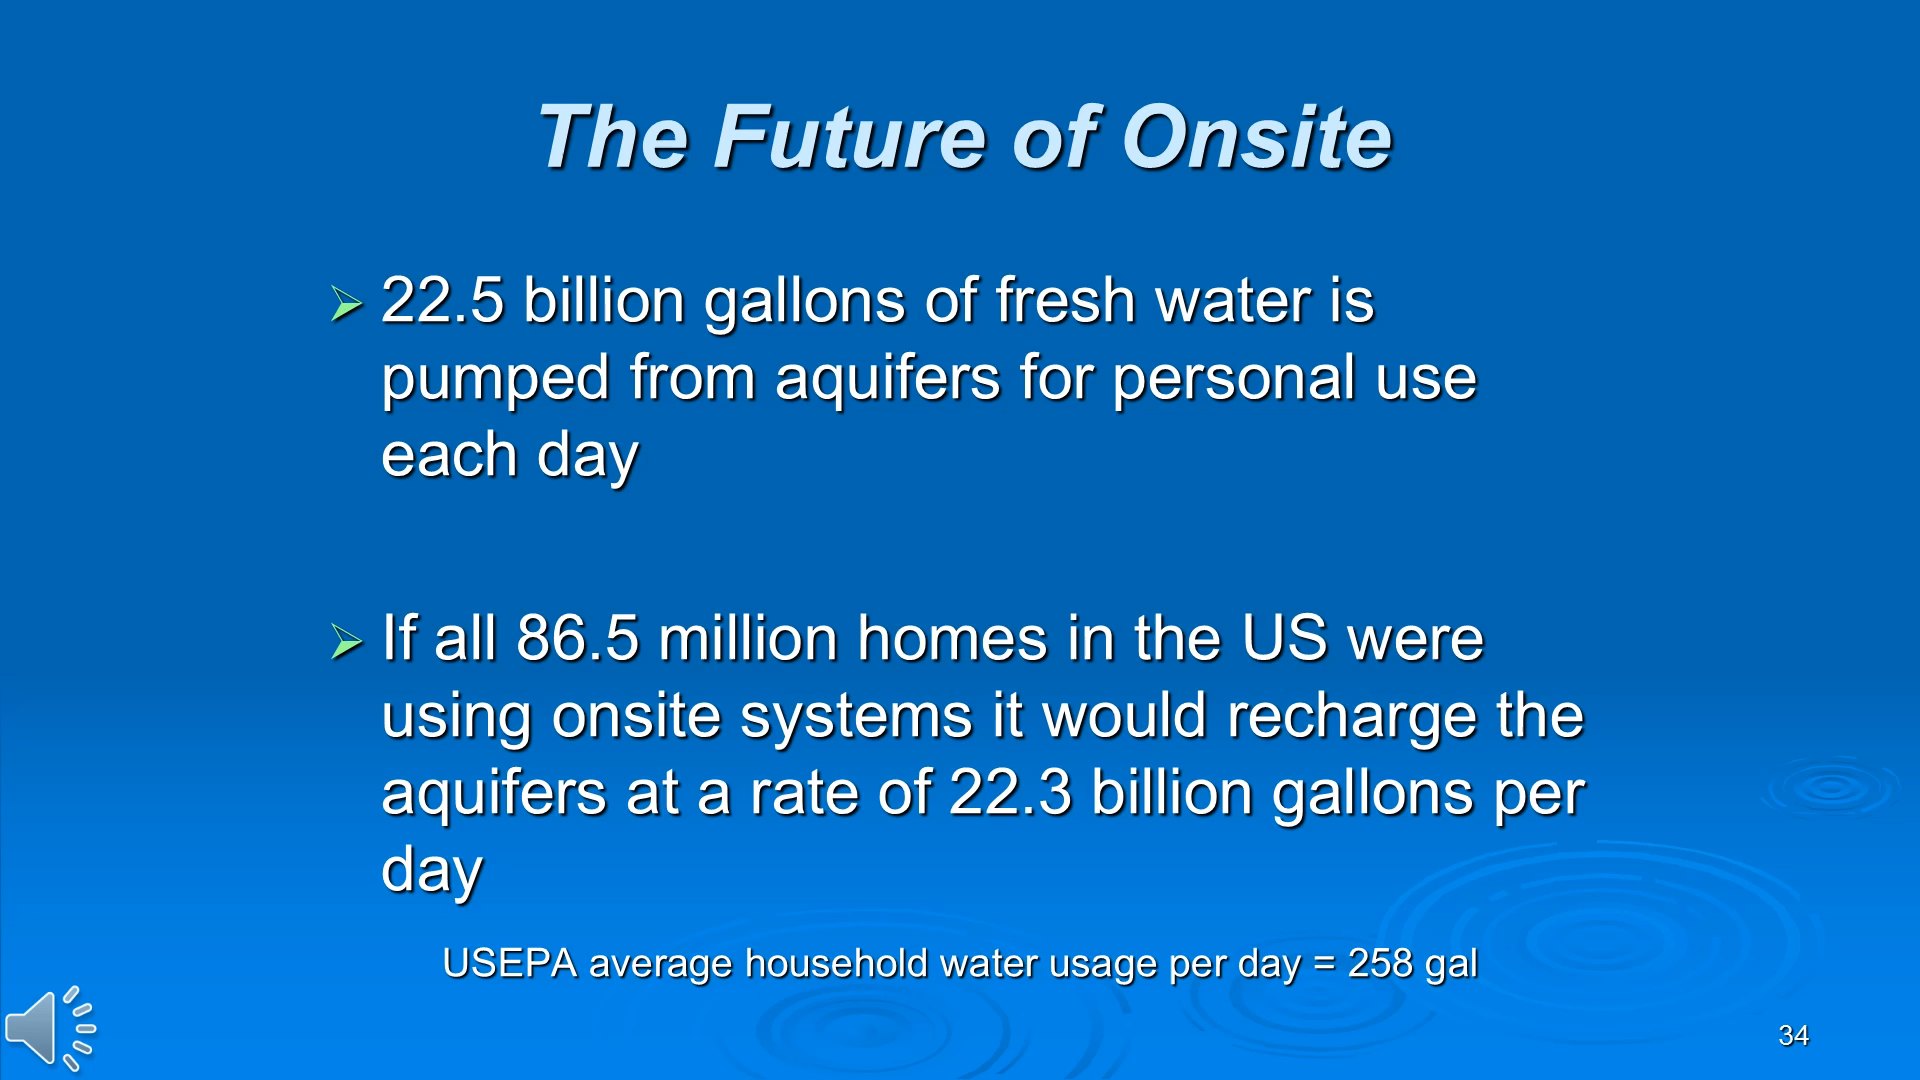 The Future of Onsite
22.5 billion gallons of fresh water is
pumped from aquifers for personal use
each day
If all 86.5 million homes in the US were
using onsite systems it would recharge the
aquifers at a rate of 22.3 billion gallons per
day
USEPA average household water usage per day = 258 gal
34